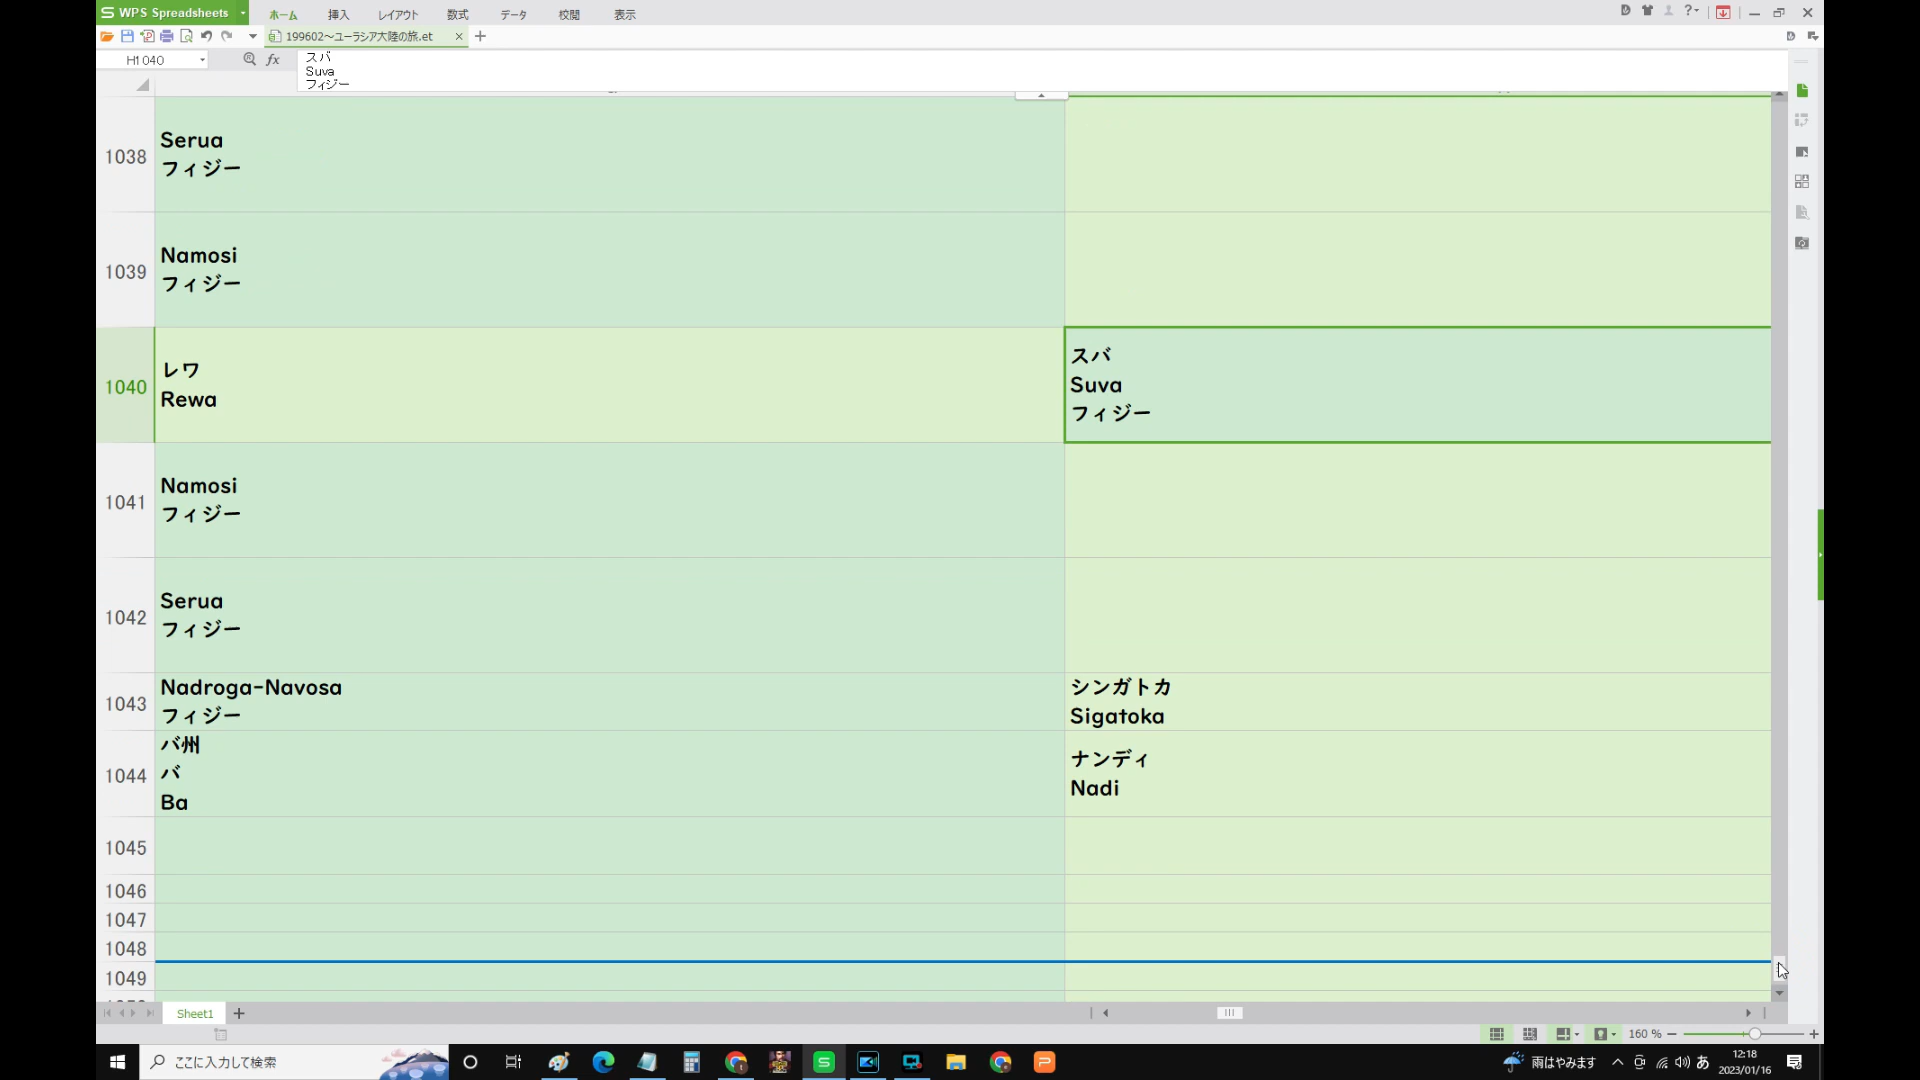 WPS Spreadsheets
ホーム
挿入
レイアウト
数式
データ
校閲
表示
199602～ユーラシア大陸の旅.et
H1040
fx
スバ
Suva
フィジー
1038
Serua
フィジー
1039
Namosi
フィジー
1040
レワ
Rewa
スバ
Suva
フィジー
1041
Namosi
フィジー
1042
Serua
フィジー
1043
Nadroga-Navosa
フィジー
シンガトカ
Sigatoka
1044
バ州
バ
Ba
ナンディ
Nadi
1045
1046
1047
1048
1049
Sheet1
160 %
ここに入力して検索
雨はやみます
あ
12:18
2023/01/16